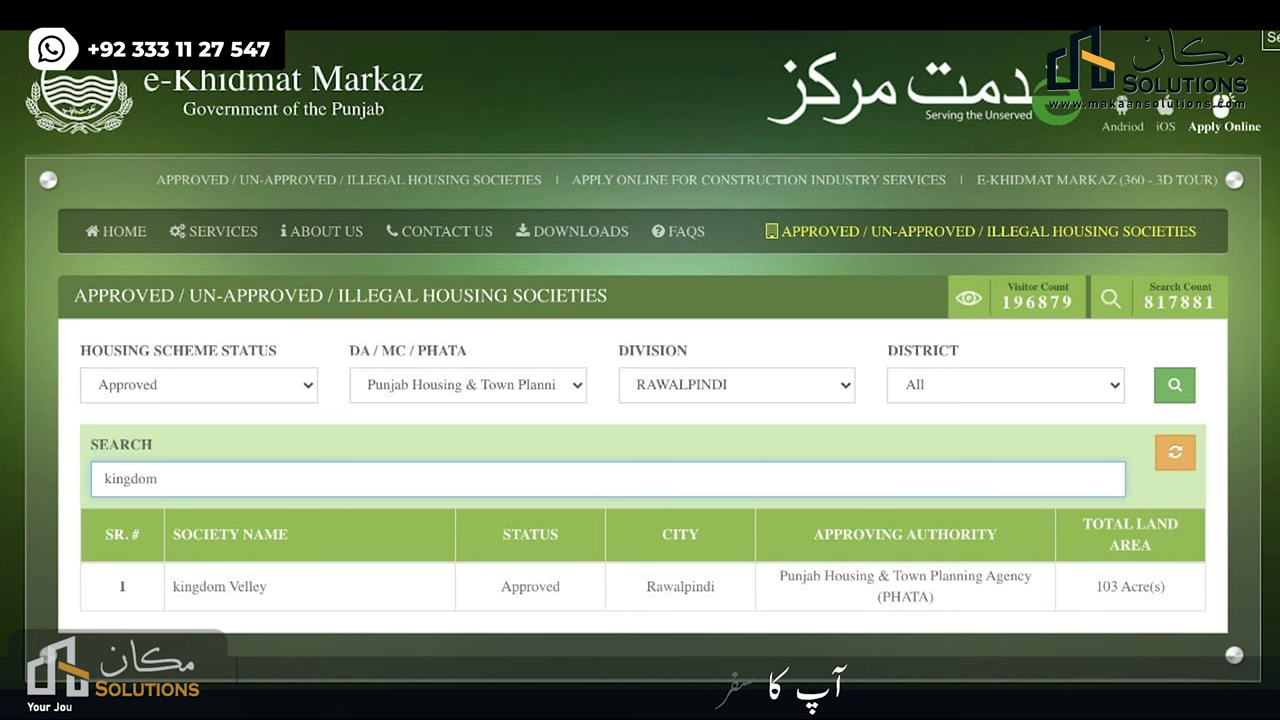 +92 333 11 27 547
e-Khidmat Markaz
Government of the Punjab
دمت مرکز
Serving the Unserved
مکان
SOLUTIONS
www.makaansolutions.com
Andriod iOS Apply Online
APPROVED / UN-APPROVED / ILLEGAL HOUSING SOCIETIES | APPLY ONLINE FOR CONSTRUCTION INDUSTRY SERVICES | E-KHIDMAT MARKAZ (360 - 3D TOUR)
HOME SERVICES ABOUT US CONTACT US DOWNLOADS FAQS APPROVED / UN-APPROVED / ILLEGAL HOUSING SOCIETIES
APPROVED / UN-APPROVED / ILLEGAL HOUSING SOCIETIES
Visitor Count
196879
Search Count
817881
HOUSING SCHEME STATUS DA / MC / PHATA DIVISION DISTRICT
Approved Punjab Housing & Town Planni RAWALPINDI All
SEARCH
kingdom
SR. # SOCIETY NAME STATUS CITY APPROVING AUTHORITY TOTAL LAND AREA
1 kingdom Velley Approved Rawalpindi Punjab Housing & Town Planning Agency (PHATA) 103 Acre(s)
مکان
SOLUTIONS
Your Jou
آپ کا سفر